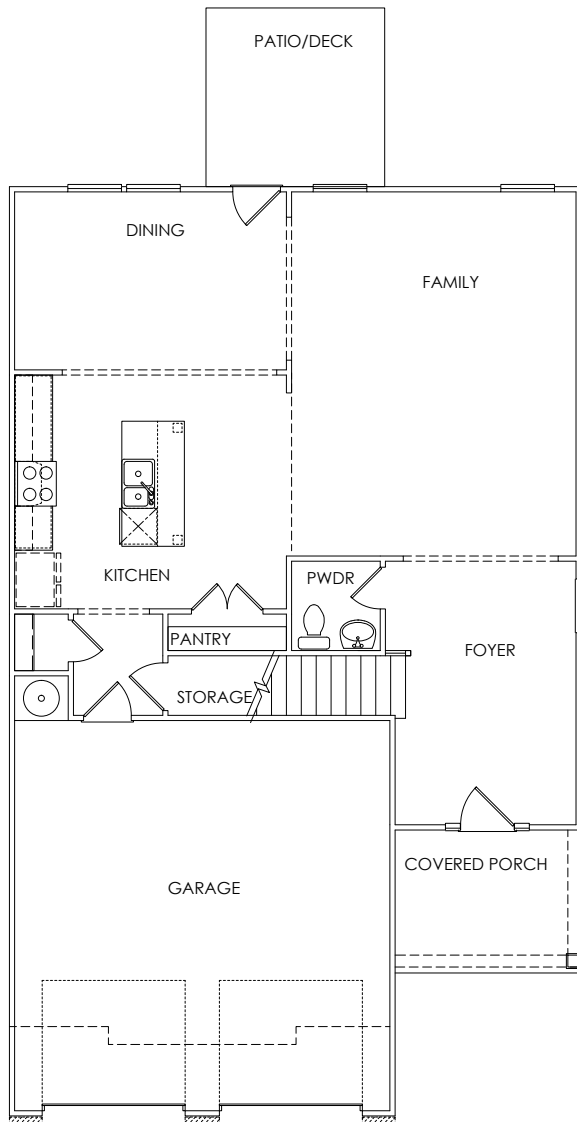 PATIO/DECK
DINING
FAMILY
KITCHEN
PWDR
PANTRY
FOYER
STORAGE
COVERED PORCH
GARAGE